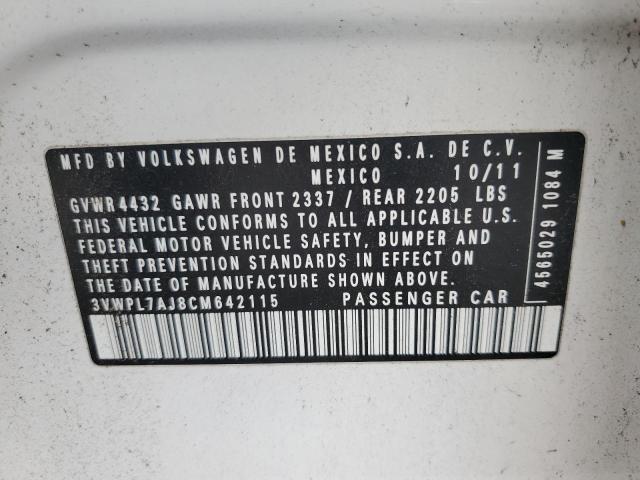 MFD BY VOLKSWAGEN DE MEXICO S.A. DE C.V.
MEXICO 10/11
GVWR4432 GAWR FRONT 2337 / REAR 2205 LBS
THIS VEHICLE CONFORMS TO ALL APPLICABLE U.S.
FEDERAL MOTOR VEHICLE SAFETY, BUMPER AND
THEFT PREVENTION STANDARDS IN EFFECT ON
THE DATE OF MANUFACTURE SHOWN ABOVE.
3VWPL7AJ8CM642115 PASSENGER CAR
4565029 1084 M